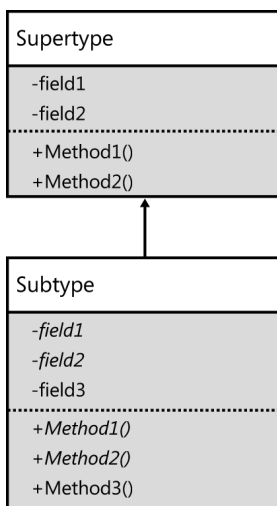 Supertype
-field1
-field2
+Method1()
+Method2()
Subtype
-field1
-field2
-field3
+Method1()
+Method2()
+Method3()